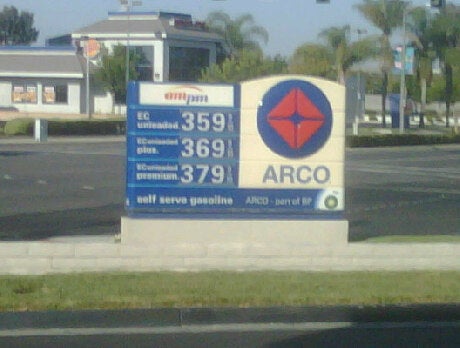 ampm
EC
unleaded 359
EC unleaded
plus. 369
EC unleaded
premium. 379
ARCO
self serve gasoline
ARCO - part of BP